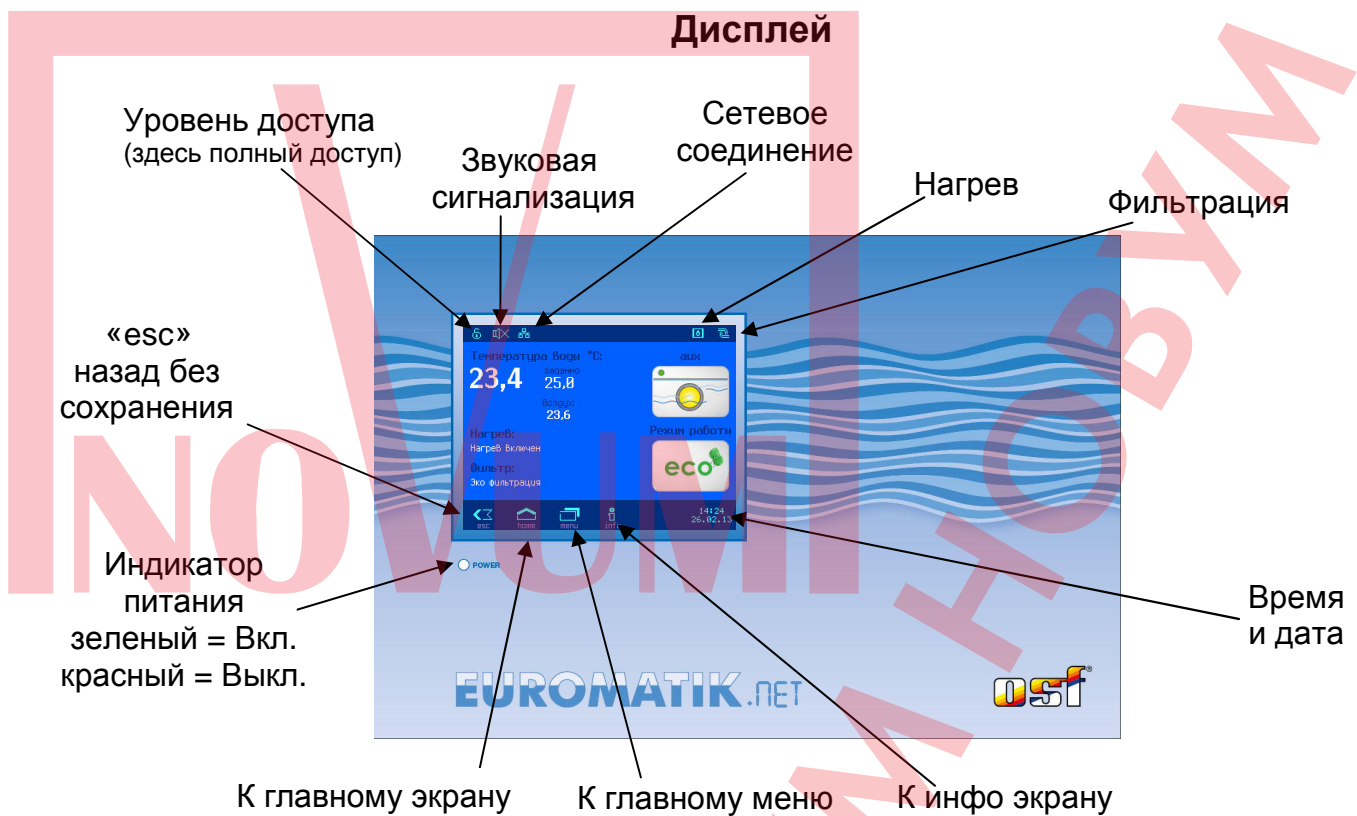 Дисплей
Уровень доступа
(здесь полный доступ)
Звуковая
сигнализация
Сетевое
соединение
Нагрев
Фильтрация
«esc»
назад без
сохранения
Индикатор
питания
зеленый = Вкл.
красный = Выкл.
Температура воды °C:
23,4
заданно
25,0
Воздух:
23,6
Нагрев:
Нагрев Включен
Фильтр:
Эко фильтрация
aux
Режим работы
eco
esc
home
menu
info
14:24
26.02.13
POWER
Время
и дата
EUROMATIK.NET
osf®
К главному экрану
К главному меню
К инфо экрану
NOVUM
М НОВУМ